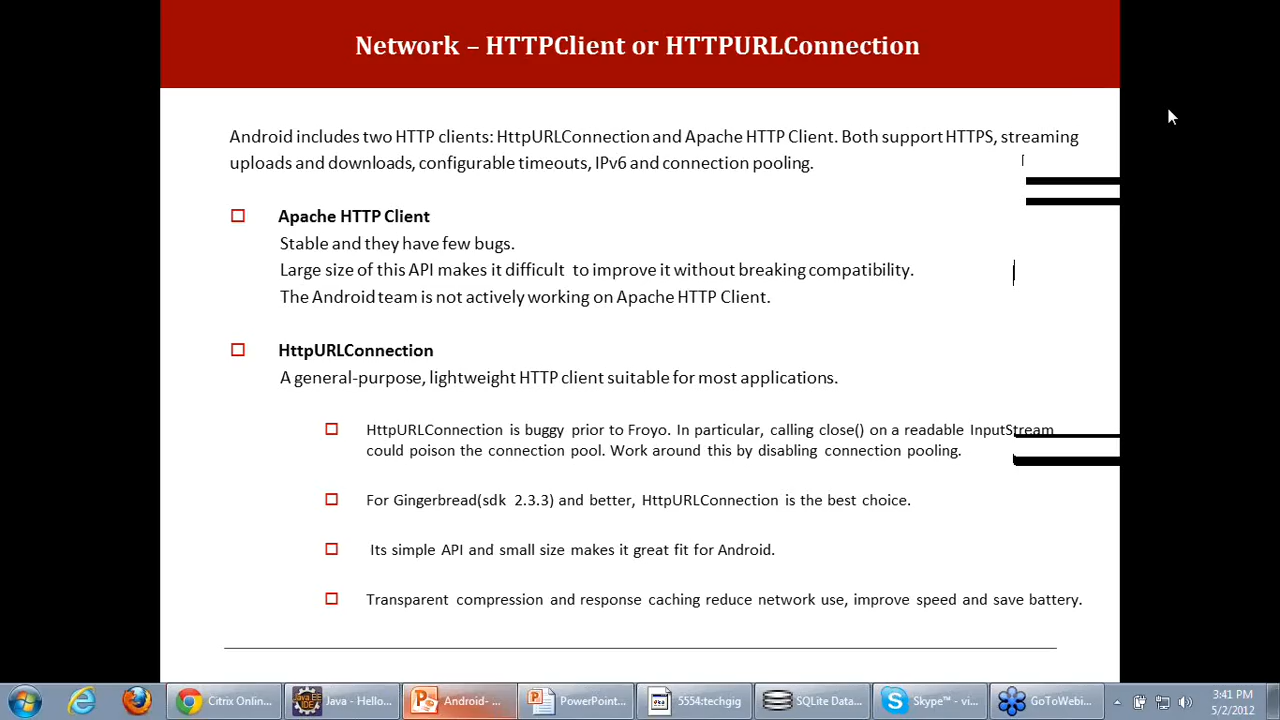 Network – HTTPClient or HTTPURLConnection
Android includes two HTTP clients: HttpURLConnection and Apache HTTP Client. Both support HTTPS, streaming
uploads and downloads, configurable timeouts, IPv6 and connection pooling.
Apache HTTP Client
Stable and they have few bugs.
Large size of this API makes it difficult to improve it without breaking compatibility.
The Android team is not actively working on Apache HTTP Client.
HttpURLConnection
A general-purpose, lightweight HTTP client suitable for most applications.
HttpURLConnection is buggy prior to Froyo. In particular, calling close() on a readable InputStream
could poison the connection pool. Work around this by disabling connection pooling.
For Gingerbread(sdk 2.3.3) and better, HttpURLConnection is the best choice.
Its simple API and small size makes it great fit for Android.
Transparent compression and response caching reduce network use, improve speed and save battery.
Citrix Onlin... Java - Hello... Android- ... PowerPoint... 5554:techgig SQLite Data... Skype™ - vi... GoToWebi... 3:41 PM
5/2/2012